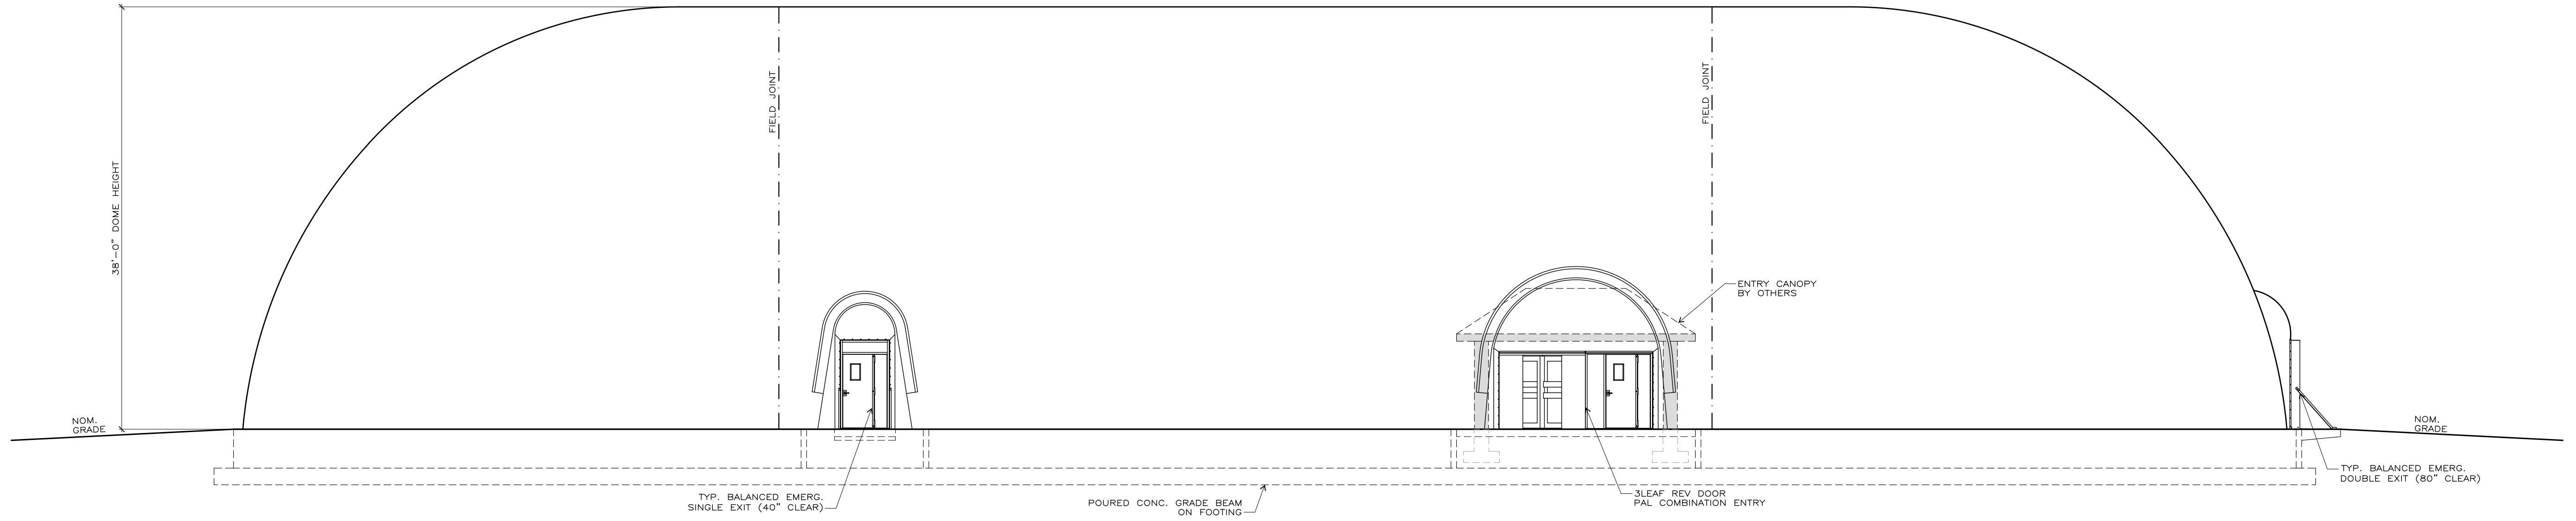 38'-0" DOME HEIGHT
FIELD JOINT
FIELD JOINT
ENTRY CANOPY
BY OTHERS
NOM.
GRADE
NOM.
GRADE
TYP. BALANCED EMERG.
SINGLE EXIT (40" CLEAR)
POURED CONC. GRADE BEAM
ON FOOTING
3LEAF REV DOOR
PAL COMBINATION ENTRY
TYP. BALANCED EMERG.
DOUBLE EXIT (80" CLEAR)